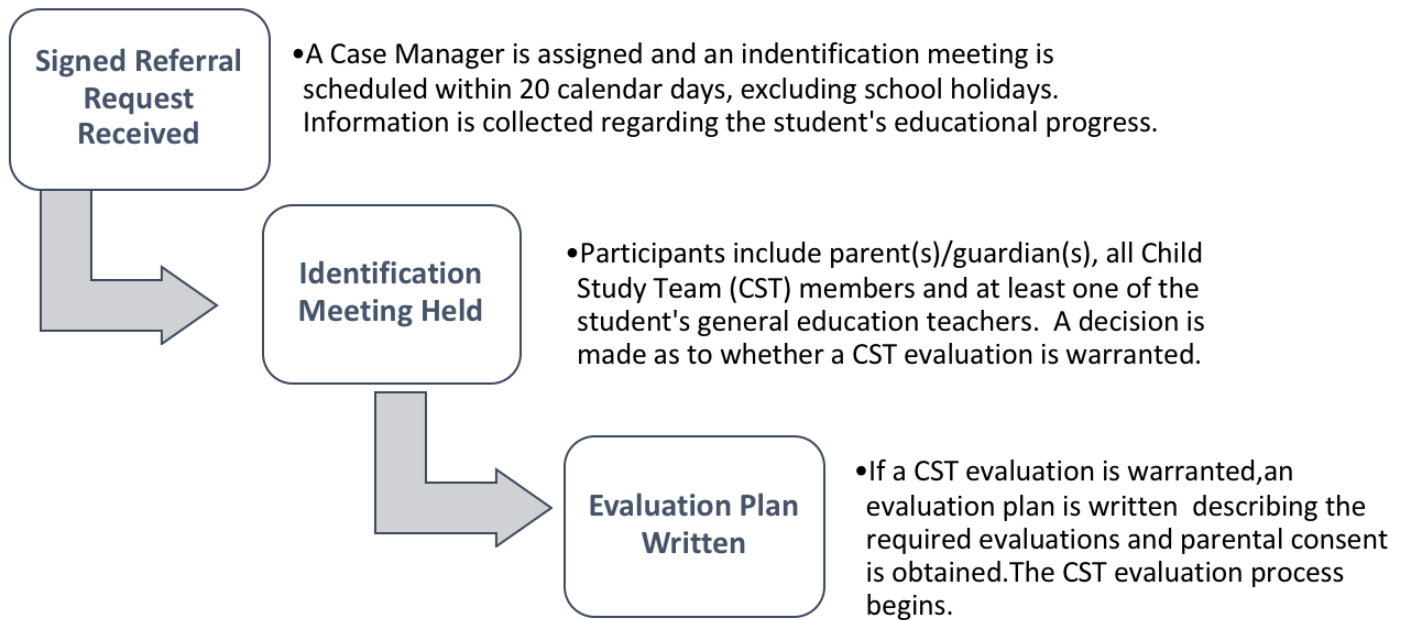 Signed Referral
Request
Received
•A Case Manager is assigned and an indentification meeting is
scheduled within 20 calendar days, excluding school holidays.
Information is collected regarding the student's educational progress.
Identification
Meeting Held
•Participants include parent(s)/guardian(s), all Child
Study Team (CST) members and at least one of the
student's general education teachers.  A decision is
made as to whether a CST evaluation is warranted.
Evaluation Plan
Written
•If a CST evaluation is warranted,an
evaluation plan is written  describing the
required evaluations and parental consent
is obtained.The CST evaluation process
begins.